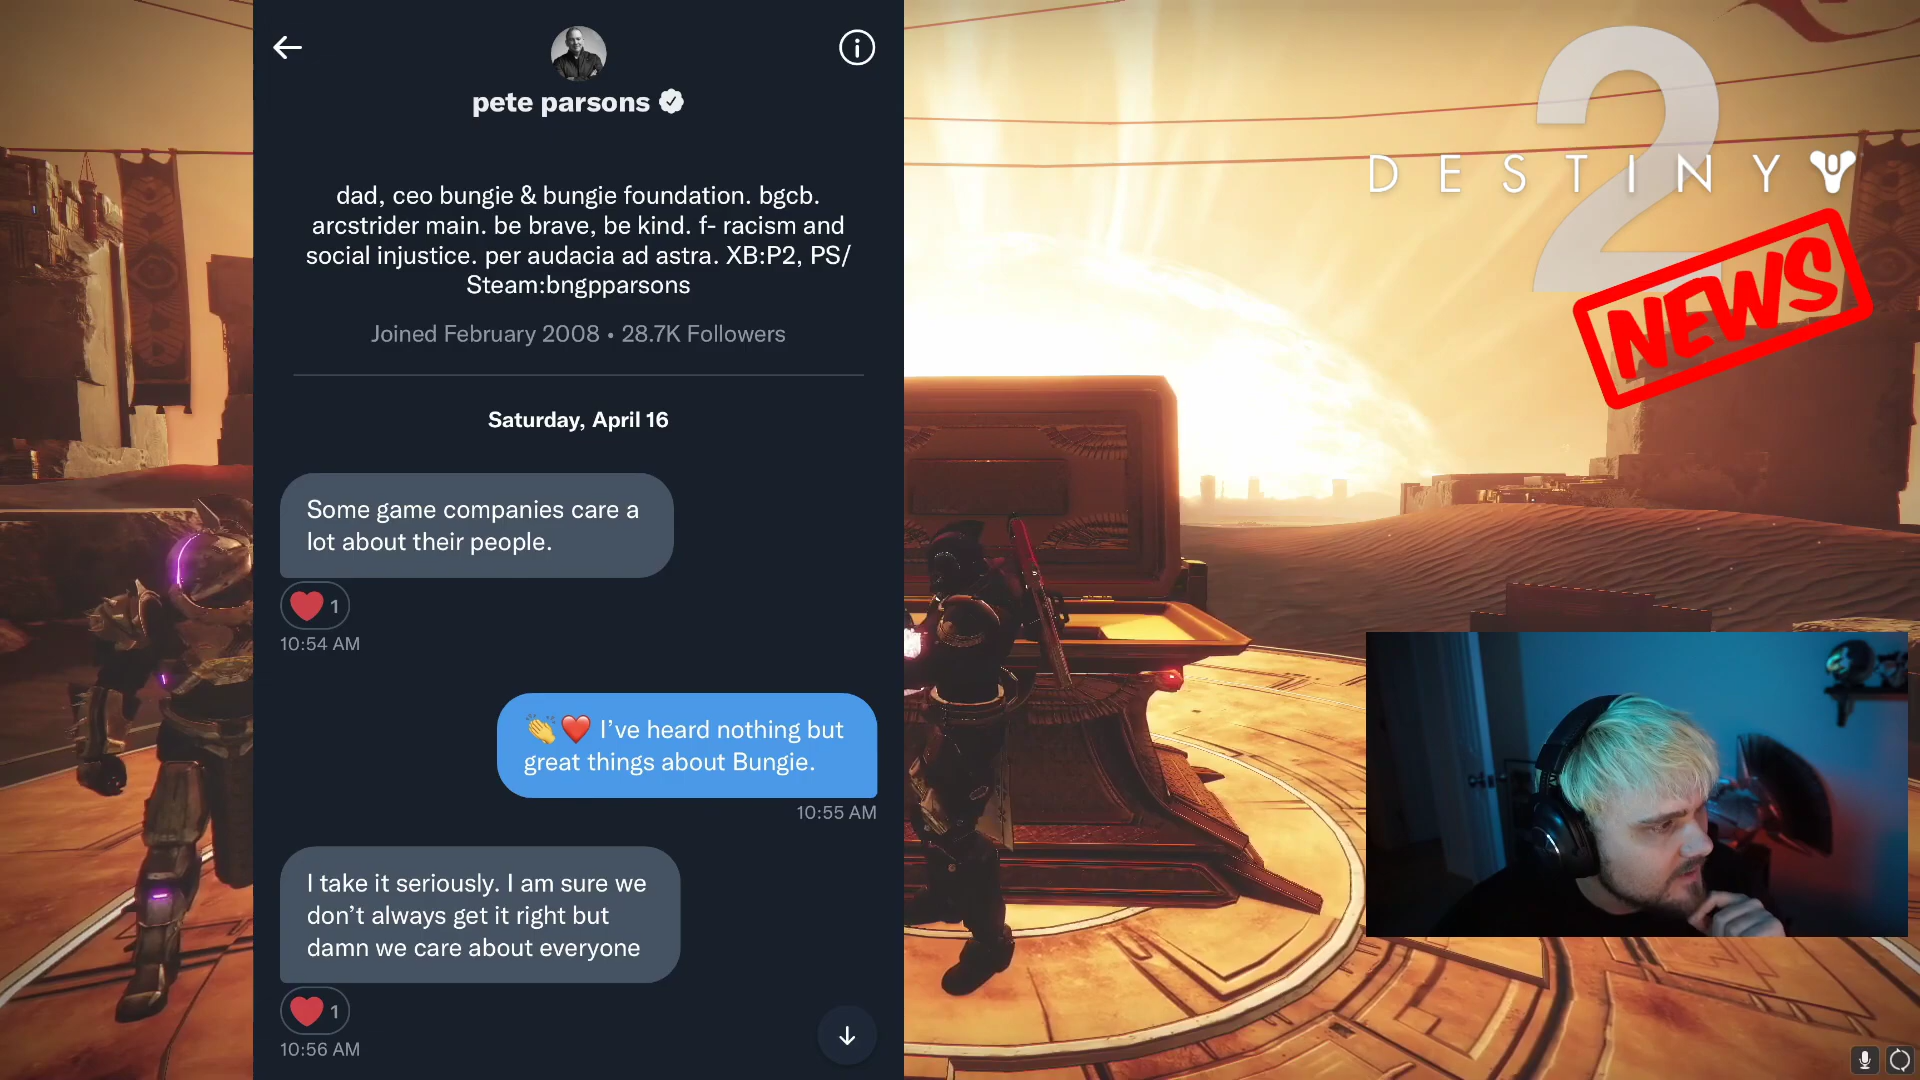 pete parsons
dad, ceo bungie & bungie foundation. bgcb.
arcstrider main. be brave, be kind. f- racism and
social injustice. per audacia ad astra. XB:P2, PS/
Steam:bngpparsons
Joined February 2008 • 28.7K Followers
Saturday, April 16
Some game companies care a
lot about their people.
❤️ 1
10:54 AM
👏❤️ I’ve heard nothing but
great things about Bungie.
10:55 AM
I take it seriously. I am sure we
don’t always get it right but
damn we care about everyone
❤️ 1
10:56 AM
2
DESTINY
NEWS